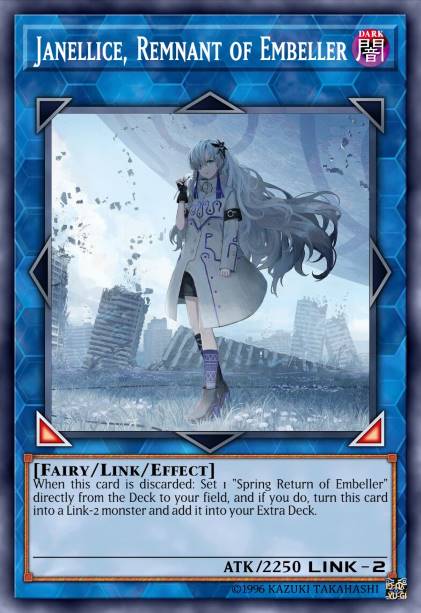 JANELLICE, REMNANT OF EMBELLER
DARK
闇
[FAIRY/LINK/EFFECT]
When this card is discarded: Set 1 "Spring Return of Embeller"
directly from the Deck to your field, and if you do, turn this card
into a Link-2 monster and add it into your Extra Deck.
ATK/2250 LINK-2
©1996 KAZUKI TAKAHASHI